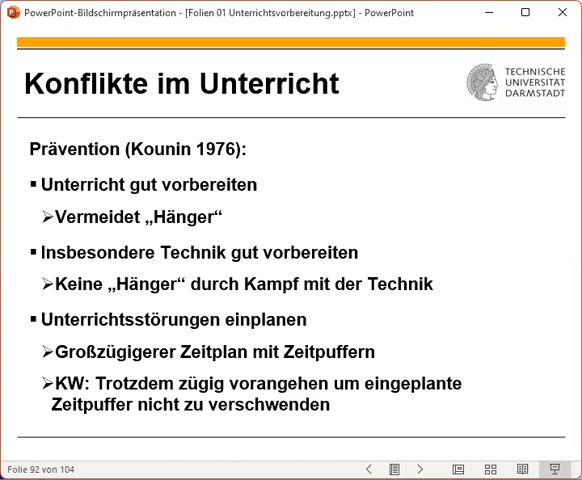 PowerPoint-Bildschirmpräsentation - [Folien 01 Unterrichtsvorbereitung.pptx] - PowerPoint
Konflikte im Unterricht
TECHNISCHE
UNIVERSITÄT
DARMSTADT
Prävention (Kounin 1976):
▪ Unterricht gut vorbereiten
➢Vermeidet „Hänger“
▪ Insbesondere Technik gut vorbereiten
➢Keine „Hänger“ durch Kampf mit der Technik
▪ Unterrichtsstörungen einplanen
➢Großzügigerer Zeitplan mit Zeitpuffern
➢KW: Trotzdem zügig vorangehen um eingeplante
Zeitpuffer nicht zu verschwenden
Folie 92 von 104